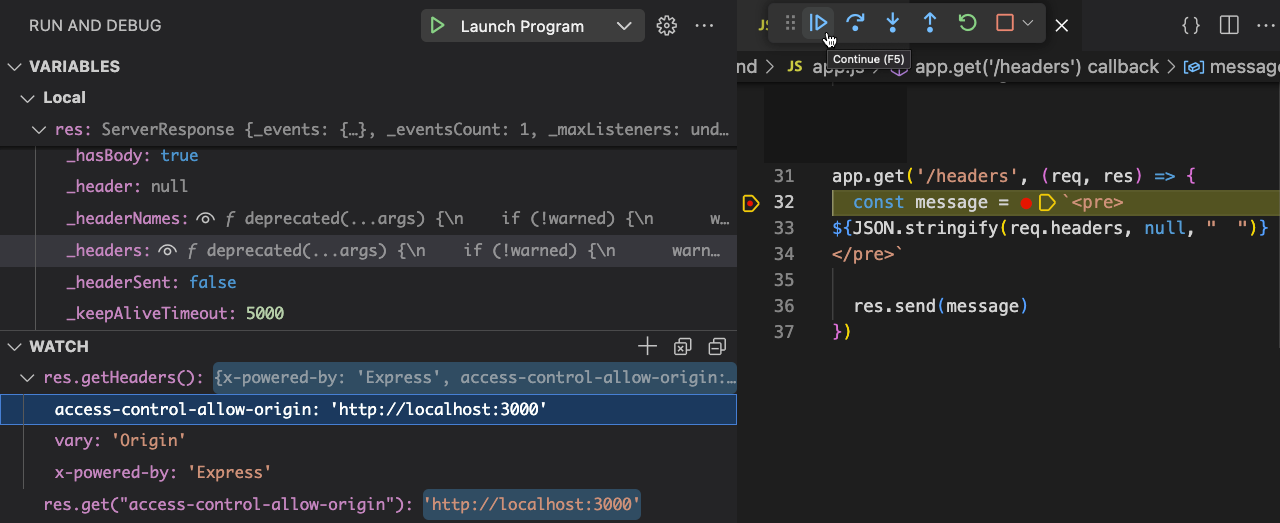 RUN AND DEBUG
Launch Program
VARIABLES
Local
res: ServerResponse {_events: {…}, _eventsCount: 1, _maxListeners: und…
_hasBody: true
_header: null
_headerNames: ƒ deprecated(...args) {\n    if (!warned) {\n      w…
_headers: ƒ deprecated(...args) {\n    if (!warned) {\n      warn…
_headerSent: false
_keepAliveTimeout: 5000
WATCH
res.getHeaders(): {x-powered-by: 'Express', access-control-allow-origin:…
access-control-allow-origin: 'http://localhost:3000'
vary: 'Origin'
x-powered-by: 'Express'
res.get("access-control-allow-origin"): 'http://localhost:3000'
Continue (F5)
nd > JS app.js > app.get('/headers') callback > message
31 app.get('/headers', (req, res) => {
32   const message = `<pre>
33 ${JSON.stringify(req.headers, null, "  ")}
34 </pre>`
35
36   res.send(message)
37 })